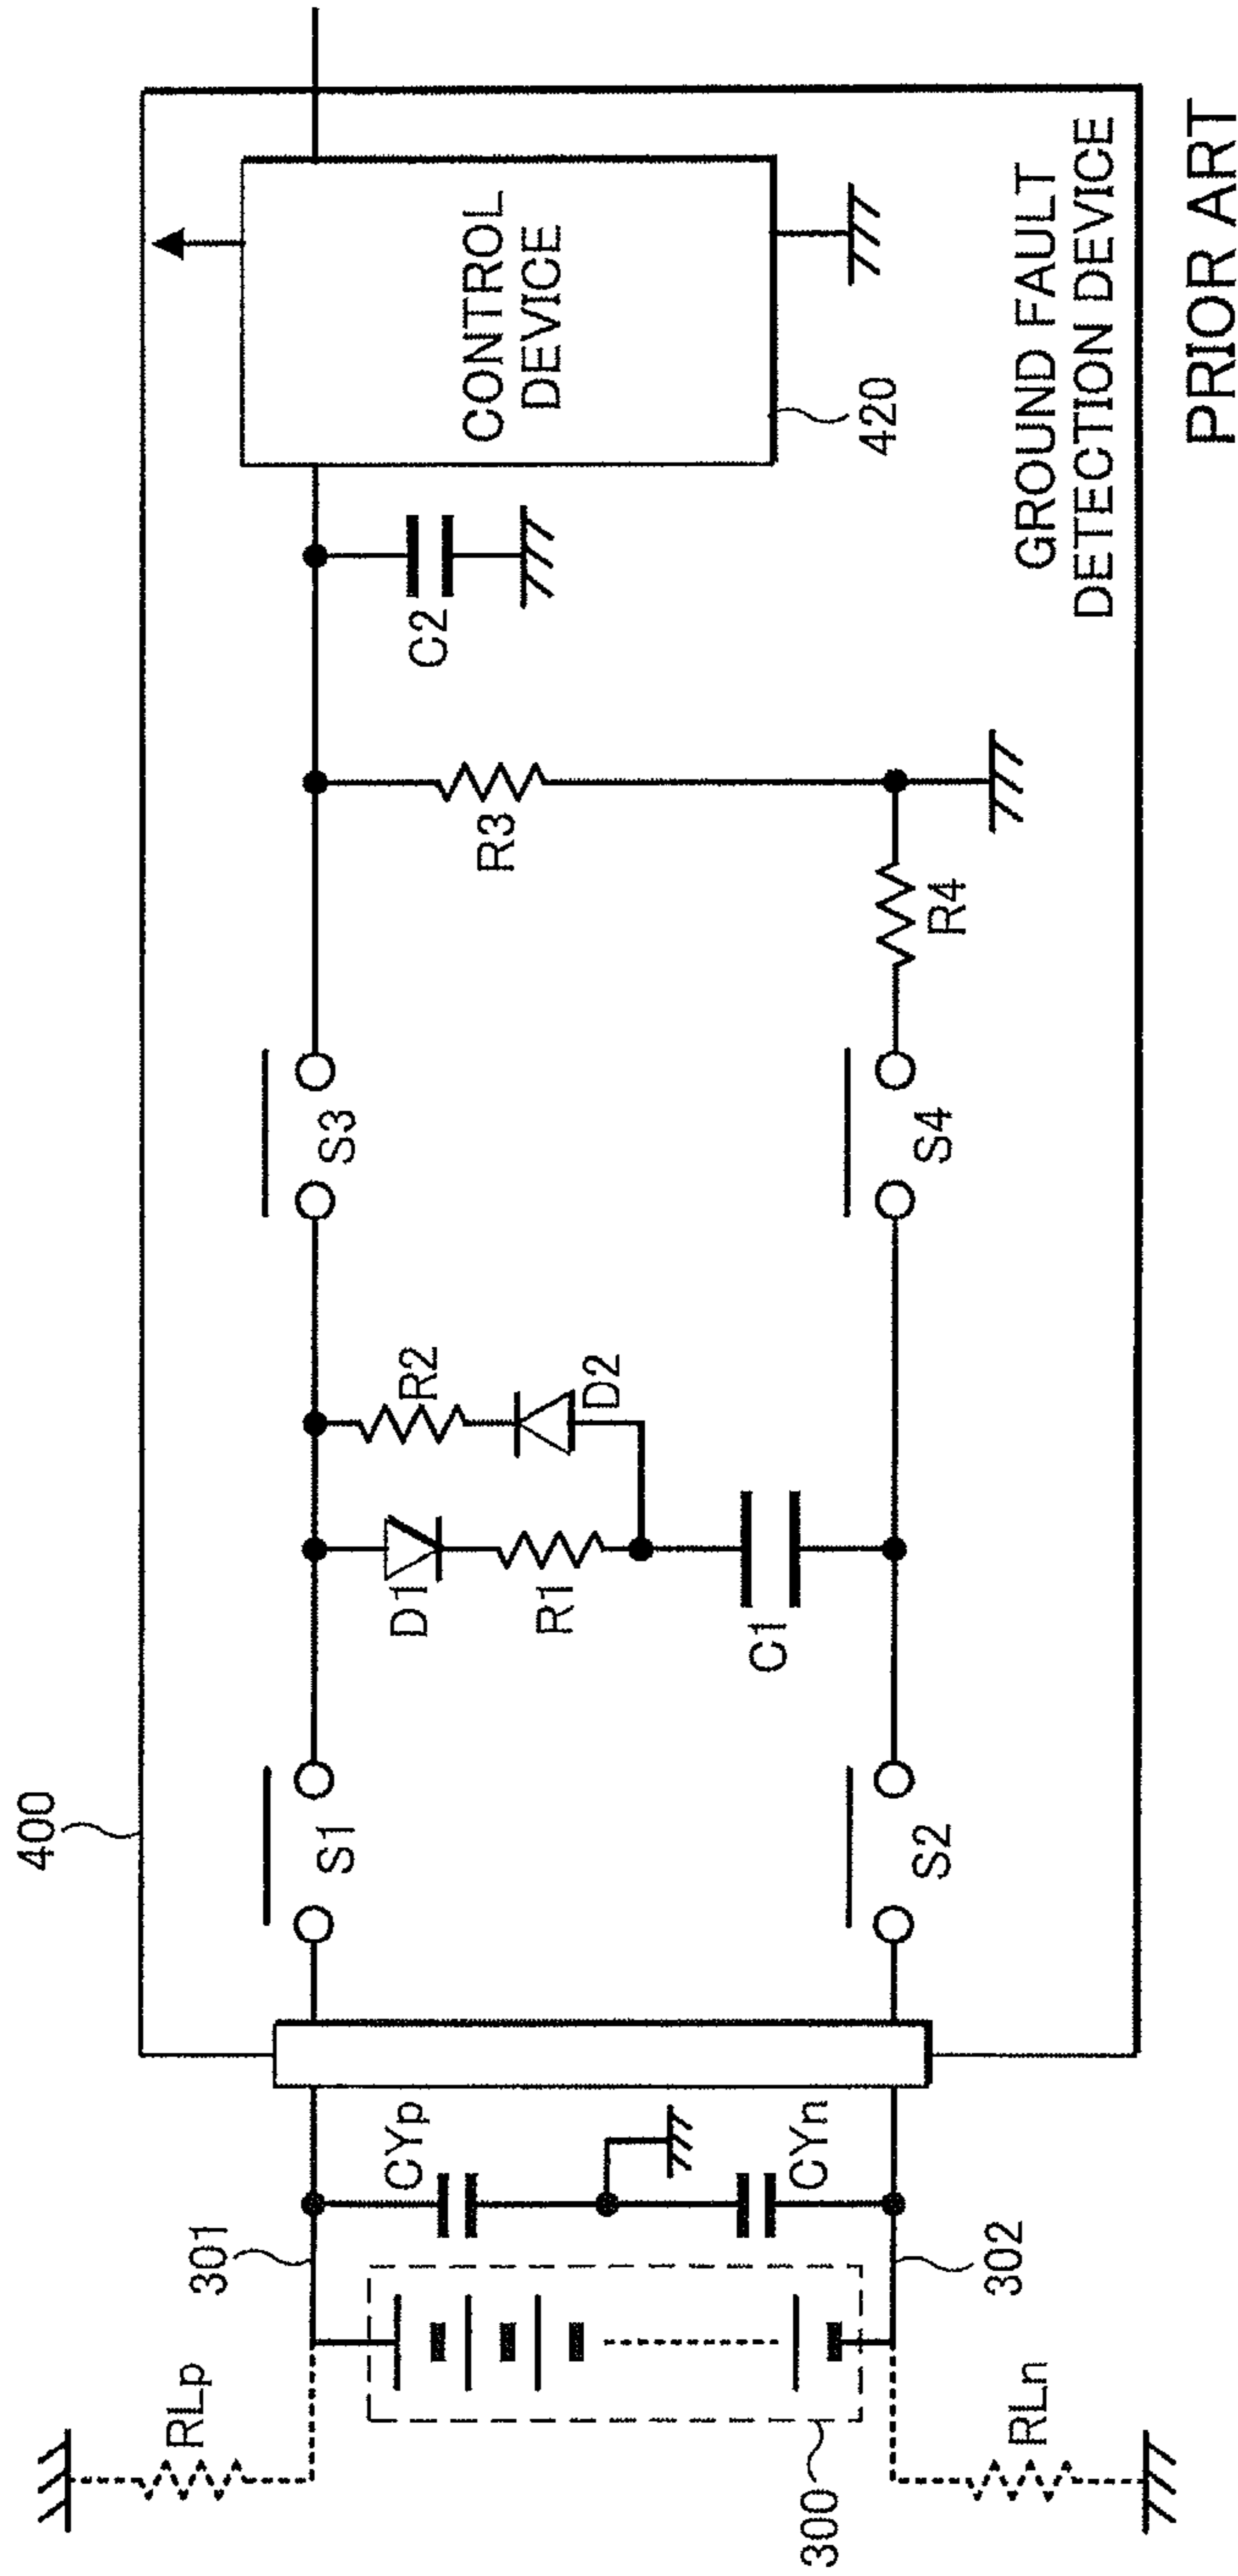 400
CONTROL
DEVICE
420
GROUND FAULT
DETECTION DEVICE
S1
S2
S3
S4
D1
R1
R2
D2
C1
R3
R4
C2
301
302
300
CYp
CYn
RLp
RLn
PRIOR ART